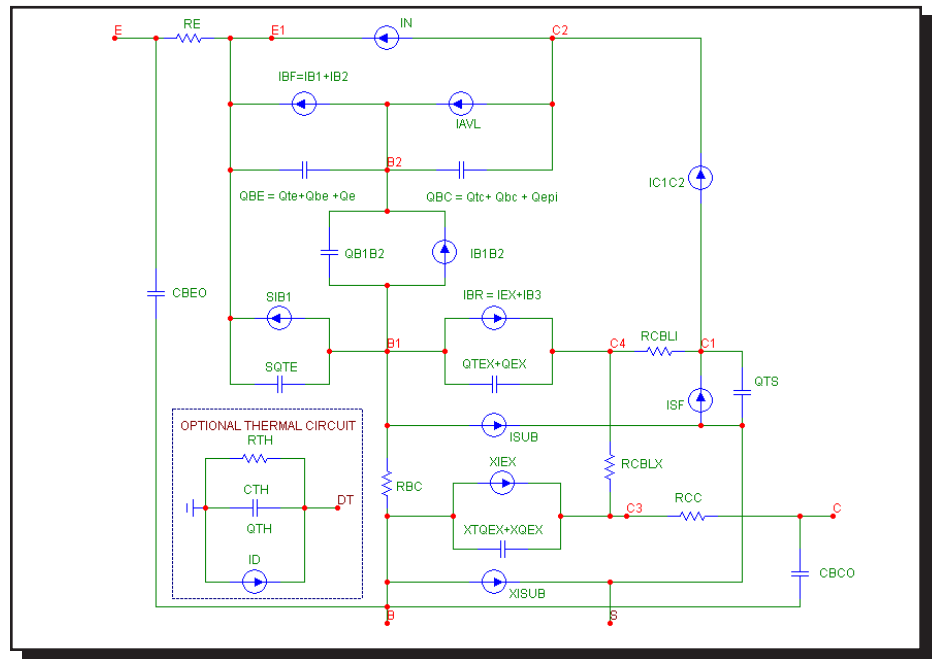 RE
E
E1
IN
C2
IBF=IB1+IB2
IAVL
B2
IC1C2
QBE = Qte+Qbe +Qe
QBC = Qtc+ Qbc + Qepi
QB1B2
IB1B2
CBEO
SIB1
IBR = IEX+IB3
B1
C4
RCBLI
C1
SQTE
QTEX+QEX
QTS
ISF
OPTIONAL THERMAL CIRCUIT
RTH
ISUB
XIEX
RCBLX
CTH
RBC
DT
QTH
XTQEX+XQEX
C3
RCC
C
ID
CBCO
XISUB
B
S